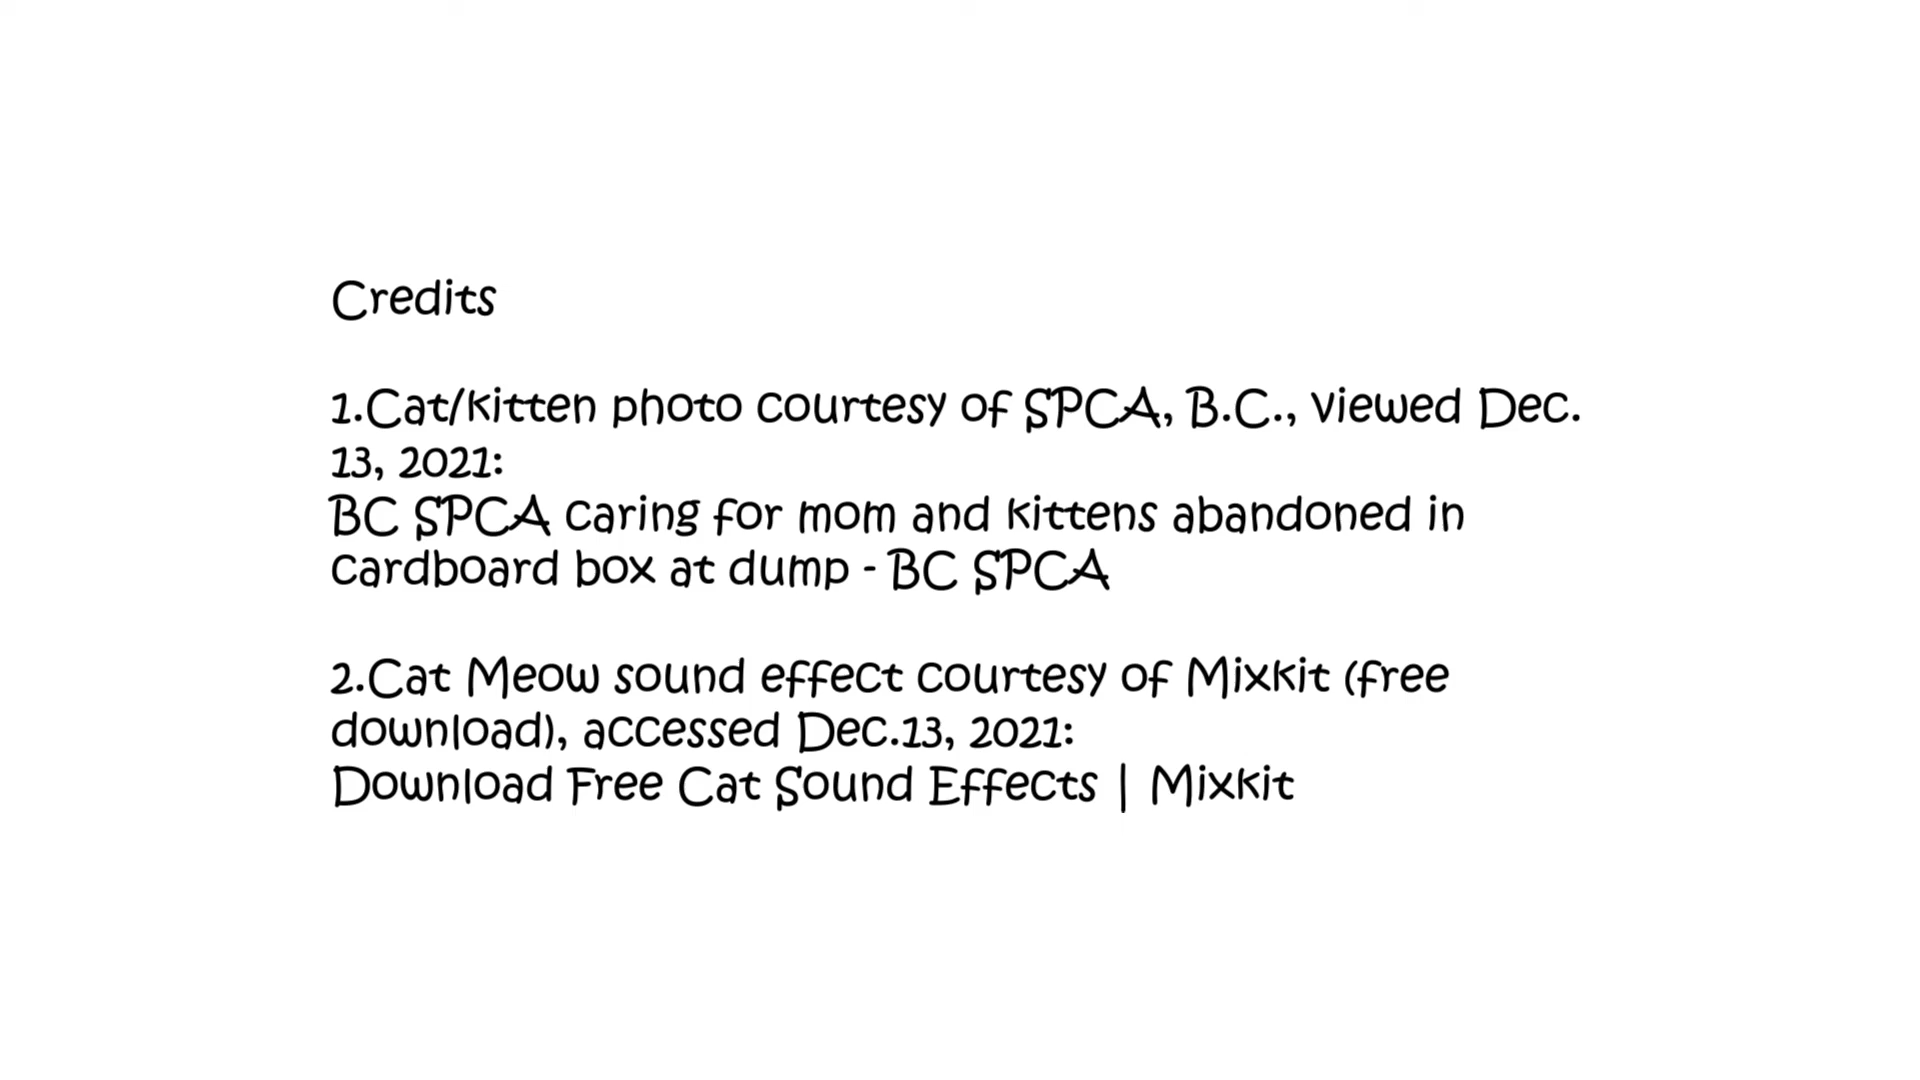 Credits
1.Cat/kitten photo courtesy of SPCA, B.C., viewed Dec.
13, 2021:
BC SPCA caring for mom and kittens abandoned in
cardboard box at dump - BC SPCA
2.Cat Meow sound effect courtesy of Mixkit (free
download), accessed Dec.13, 2021:
Download Free Cat Sound Effects | Mixkit